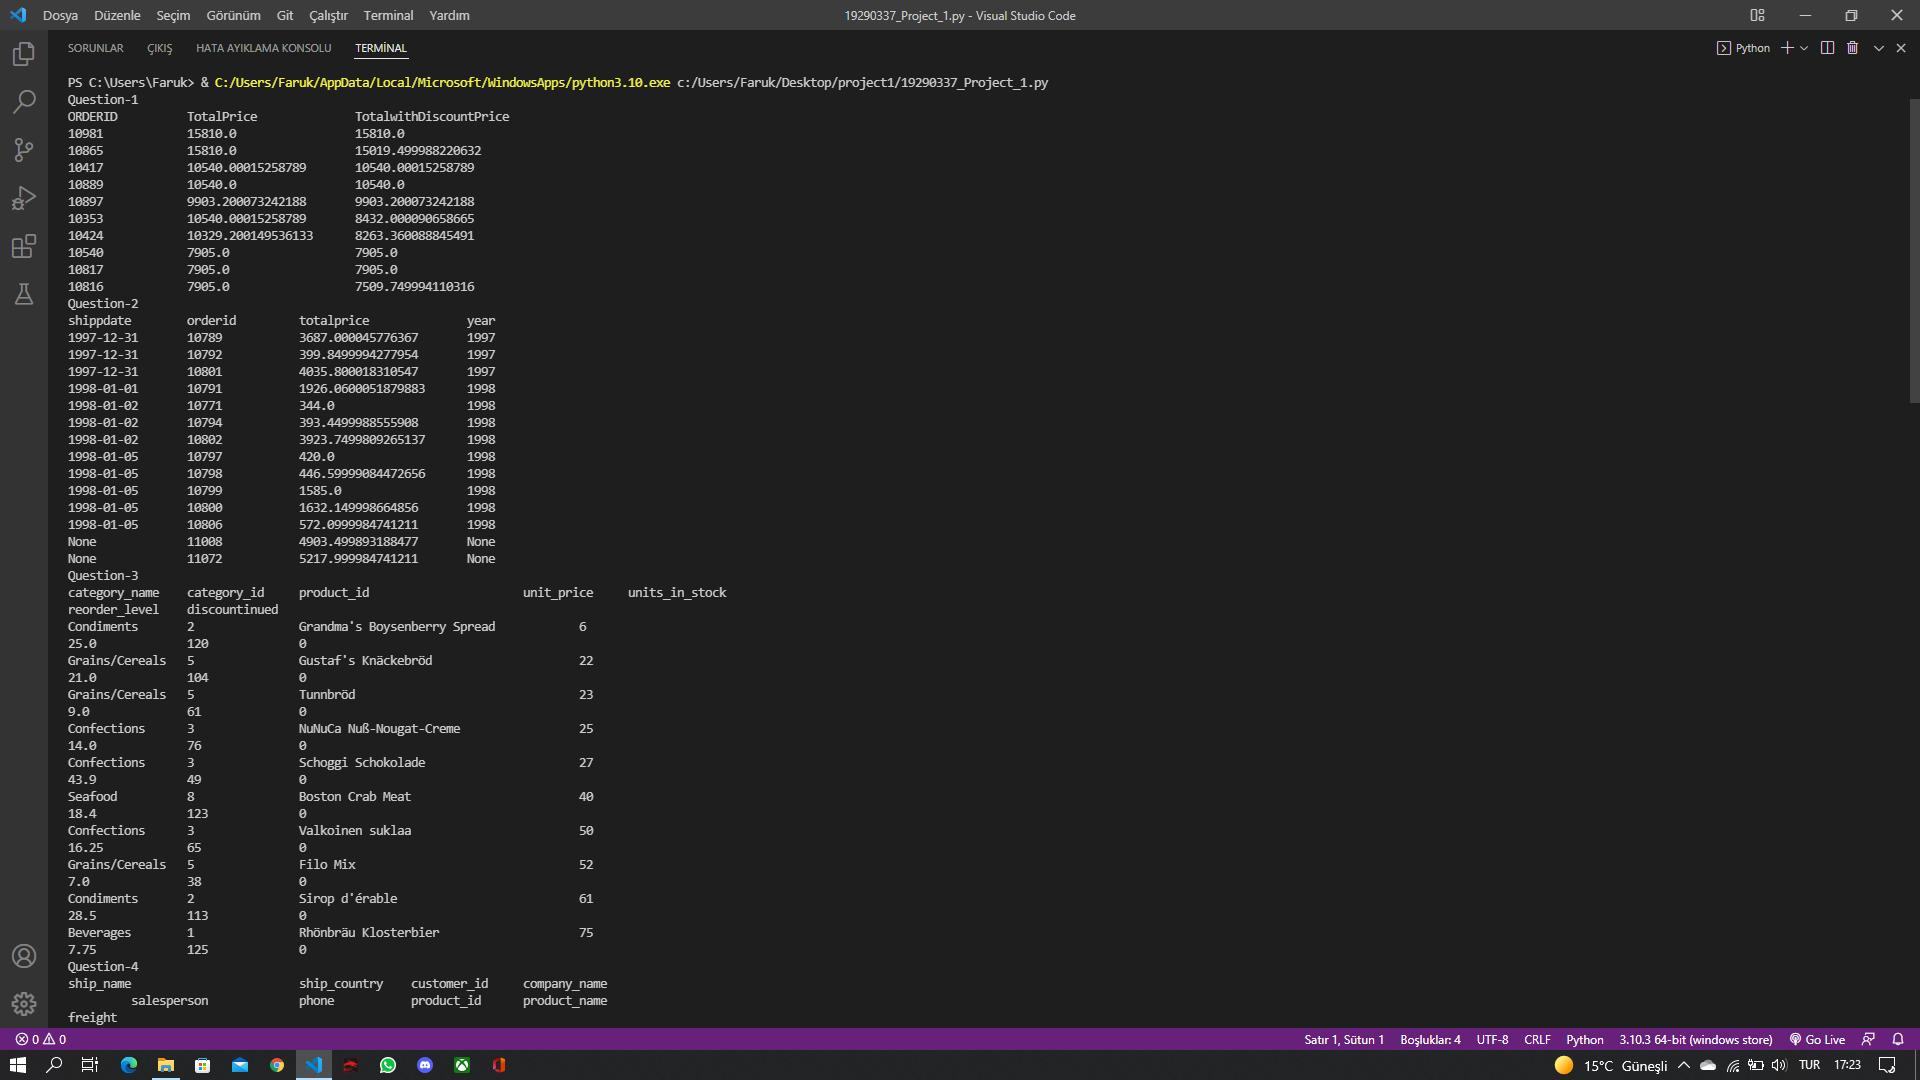 Dosya Düzenle Seçim Görünüm Git Çalıştır Terminal Yardım 19290337_Project_1.py - Visual Studio Code
SORUNLAR ÇIKIŞ HATA AYIKLAMA KONSOLU TERMİNAL Python
PS C:\Users\Faruk> & C:/Users/Faruk/AppData/Local/Microsoft/WindowsApps/python3.10.exe c:/Users/Faruk/Desktop/project1/19290337_Project_1.py
Question-1
ORDERID TotalPrice TotalwithDiscountPrice
10981 15810.0 15810.0
10865 15810.0 15019.499988220632
10417 10540.00015258789 10540.00015258789
10889 10540.0 10540.0
10897 9903.200073242188 9903.200073242188
10353 10540.00015258789 8432.000090658665
10424 10329.200149536133 8263.360088845491
10540 7905.0 7905.0
10817 7905.0 7905.0
10816 7905.0 7509.749994110316
Question-2
shippdate orderid totalprice year
1997-12-31 10789 3687.000045776367 1997
1997-12-31 10792 399.8499994277954 1997
1997-12-31 10801 4035.800018310547 1997
1998-01-01 10791 1926.0600051879883 1998
1998-01-02 10771 344.0 1998
1998-01-02 10794 393.4499988555908 1998
1998-01-02 10802 3923.7499809265137 1998
1998-01-05 10797 420.0 1998
1998-01-05 10798 446.59999084472656 1998
1998-01-05 10799 1585.0 1998
1998-01-05 10800 1632.149998664856 1998
1998-01-05 10806 572.0999984741211 1998
None 11008 4903.499893188477 None
None 11072 5217.999984741211 None
Question-3
category_name category_id product_id unit_price units_in_stock
reorder_level discountinued
Condiments 2 Grandma's Boysenberry Spread 6
25.0 120 0
Grains/Cereals 5 Gustaf's Knäckebröd 22
21.0 104 0
Grains/Cereals 5 Tunnbröd 23
9.0 61 0
Confections 3 NuNuCa Nuß-Nougat-Creme 25
14.0 76 0
Confections 3 Schoggi Schokolade 27
43.9 49 0
Seafood 8 Boston Crab Meat 40
18.4 123 0
Confections 3 Valkoinen suklaa 50
16.25 65 0
Grains/Cereals 5 Filo Mix 52
7.0 38 0
Condiments 2 Sirop d'érable 61
28.5 113 0
Beverages 1 Rhönbräu Klosterbier 75
7.75 125 0
Question-4
ship_name ship_country customer_id company_name
salesperson phone product_id product_name
freight
0 0 Satır 1, Sütun 1 Boşluklar: 4 UTF-8 CRLF Python 3.10.3 64-bit (windows store) Go Live
15°C Güneşli TUR 17:23